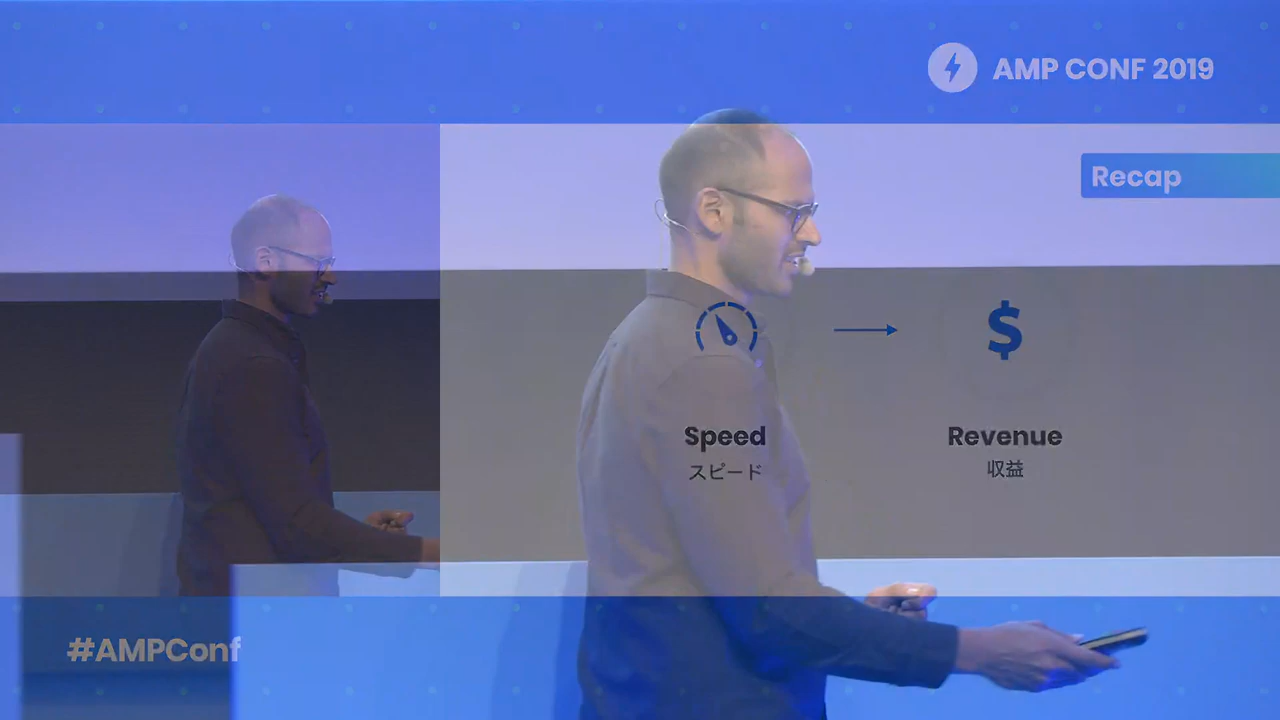 AMP CONF 2019
Recap
$
Speed
スピード
Revenue
収益
#AMPConf